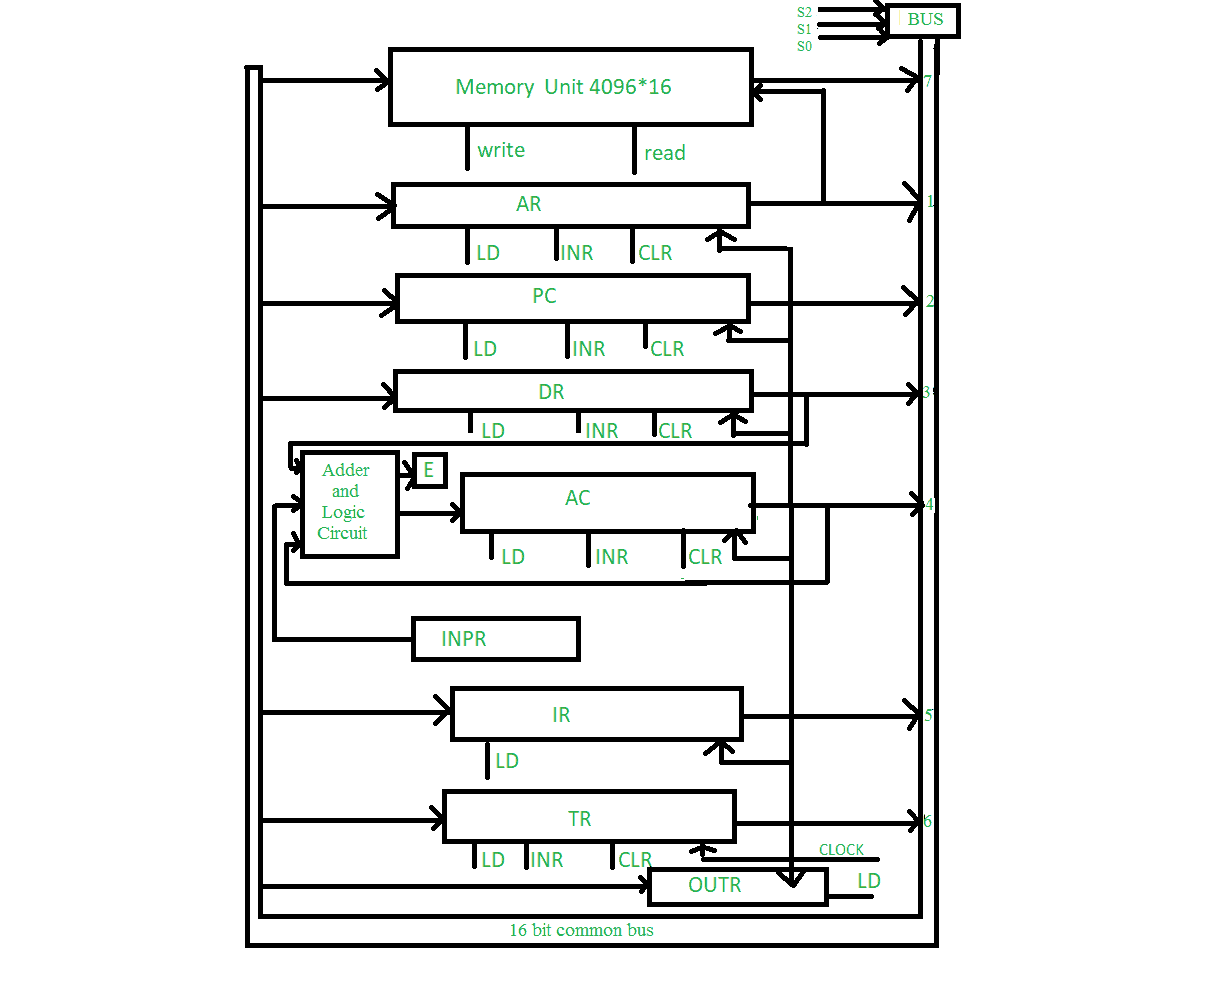 S2
BUS
S1
S0
Memory Unit 4096*16
7
write
read
AR
1
LD
INR
CLR
PC
2
LD
INR
CLR
DR
3
LD
INR
CLR
Adder
and
Logic
Circuit
E
AC
4
LD
INR
CLR
INPR
IR
5
LD
TR
6
LD
INR
CLR
CLOCK
OUTR
LD
16 bit common bus